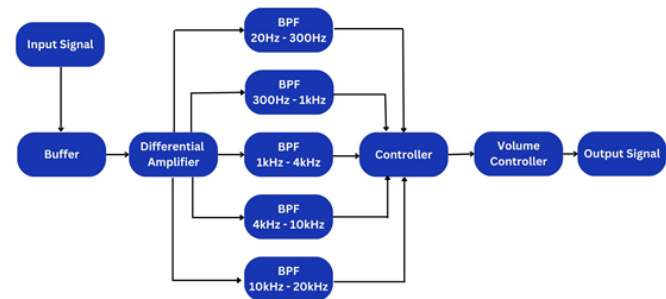 Input Signal
Buffer
Differential
Amplifier
BPF
20Hz - 300Hz
BPF
300Hz - 1kHz
BPF
1kHz - 4kHz
BPF
4kHz - 10kHz
BPF
10kHz - 20kHz
Controller
Volume
Controller
Output Signal